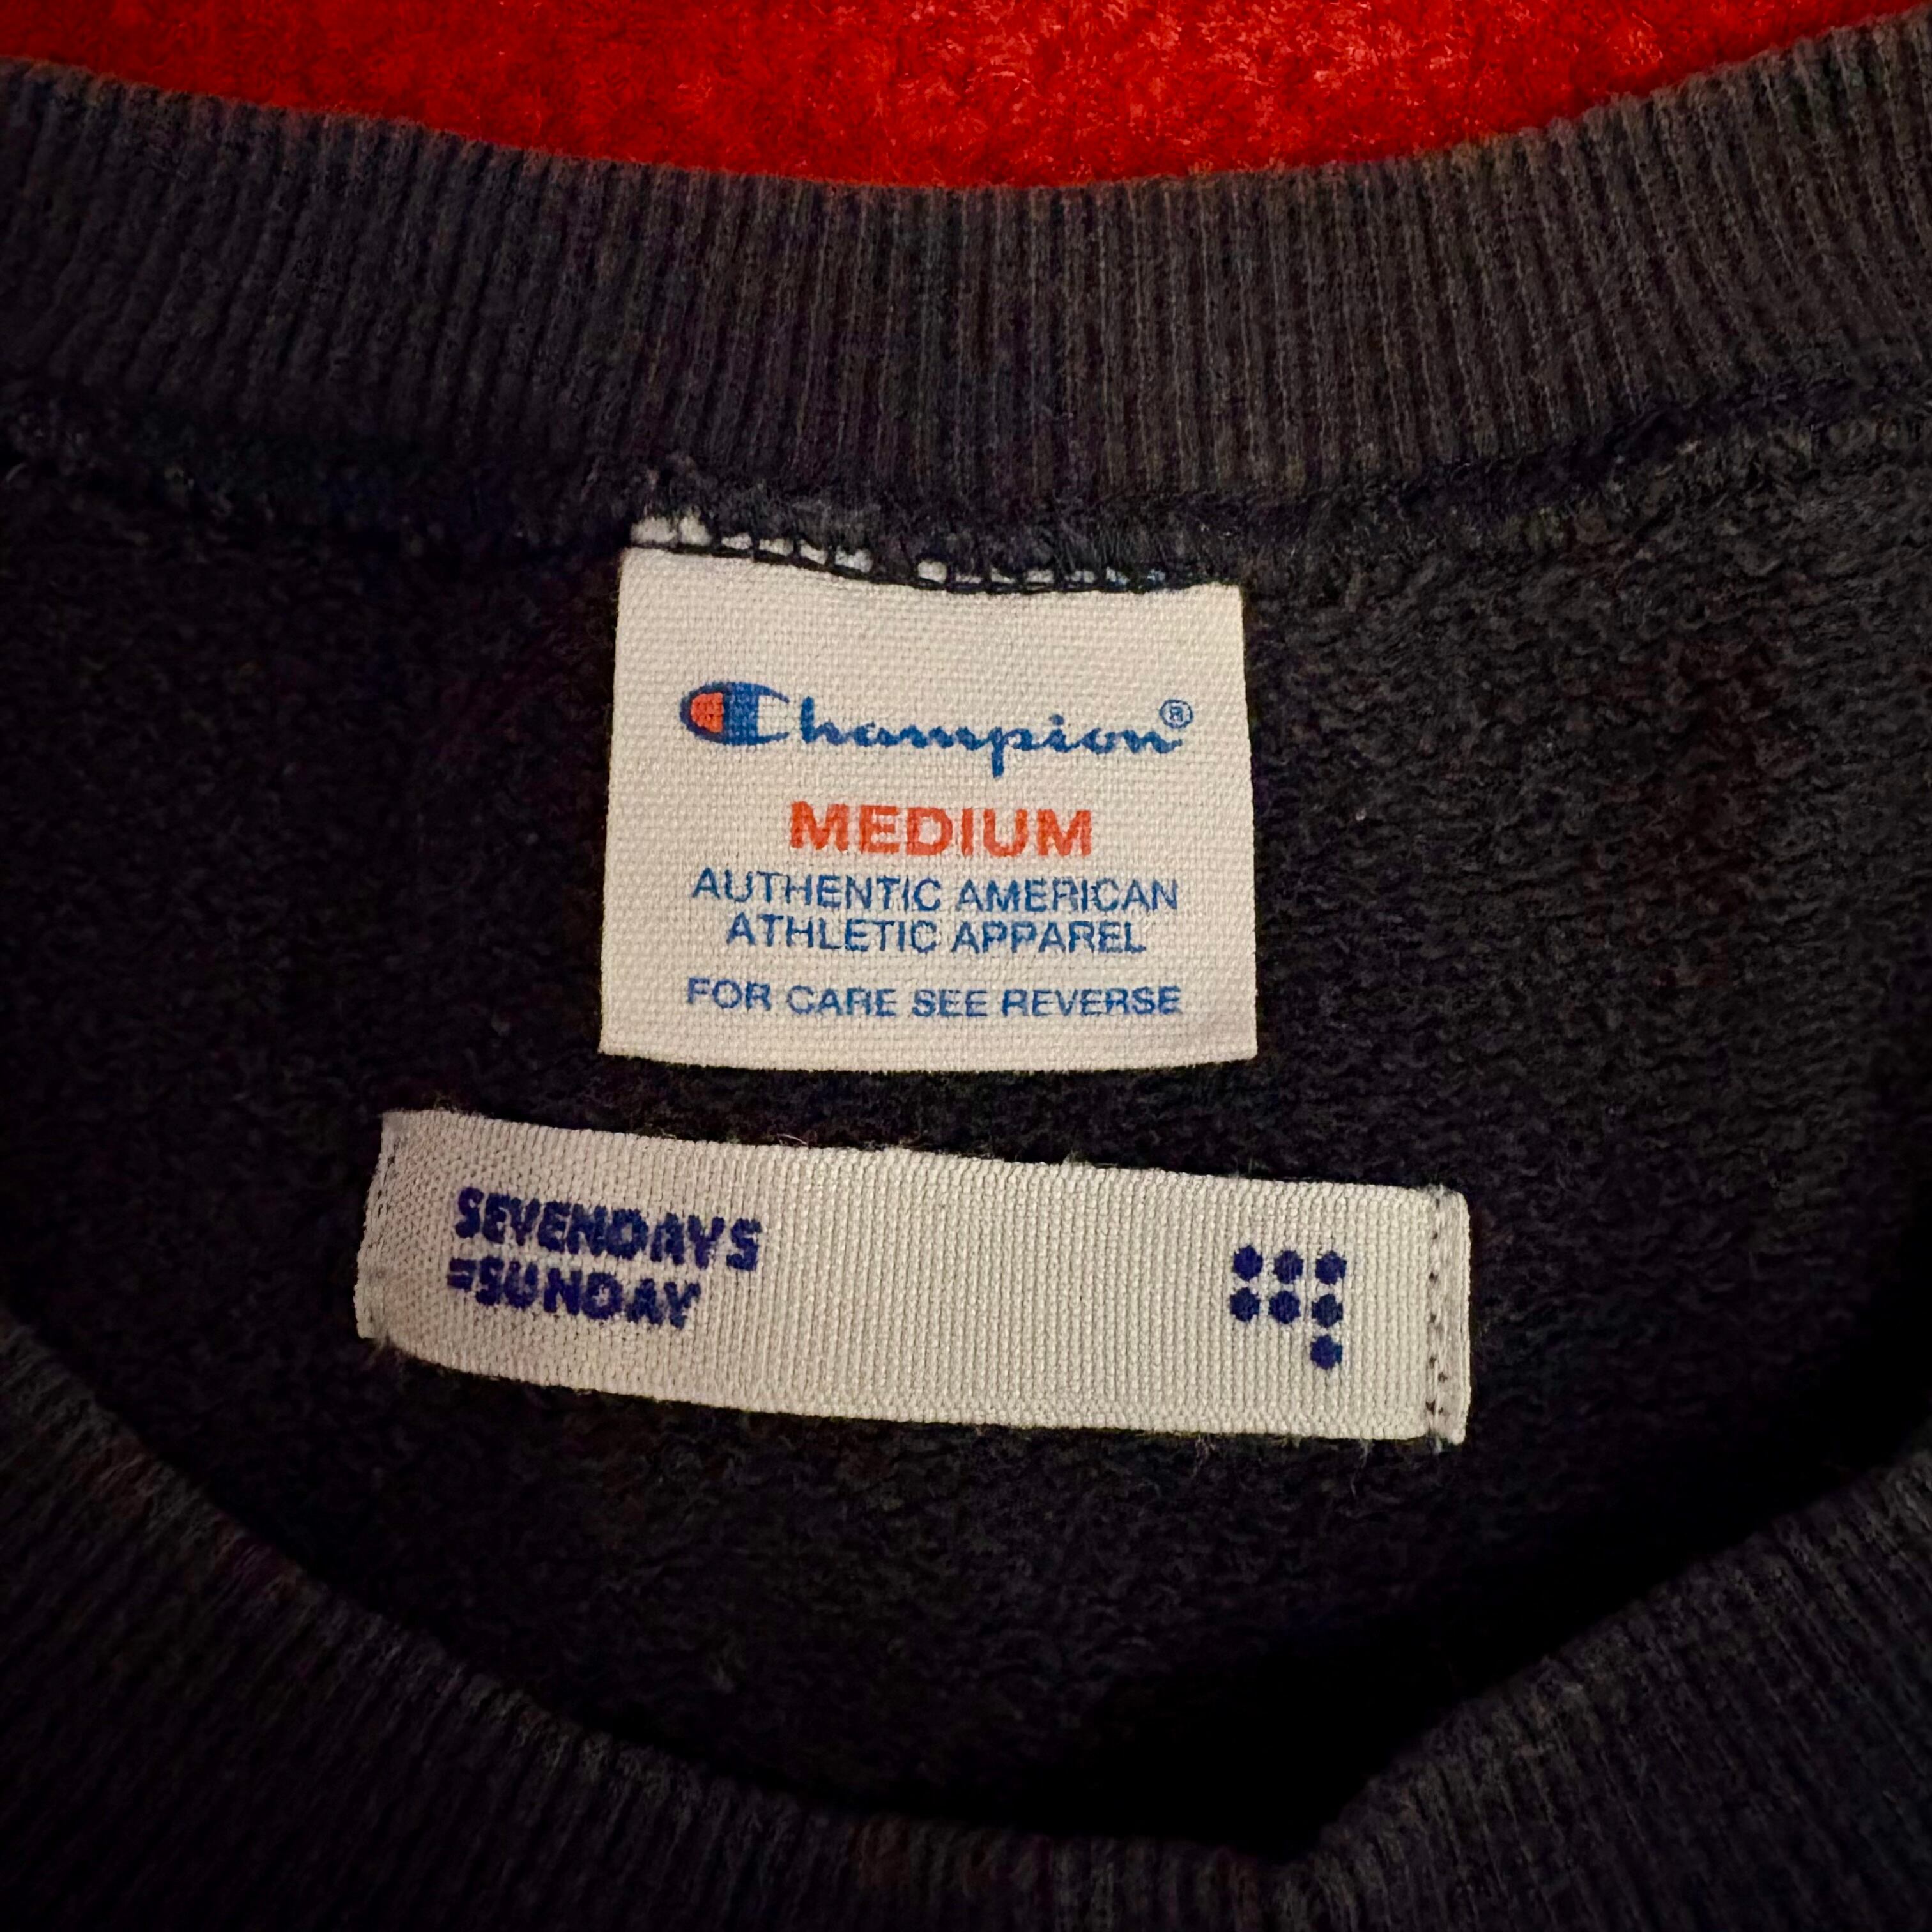 Champion®
MEDIUM
AUTHENTIC AMERICAN
ATHLETIC APPAREL
FOR CARE SEE REVERSE
SEVENDAYS
=SUNDAY